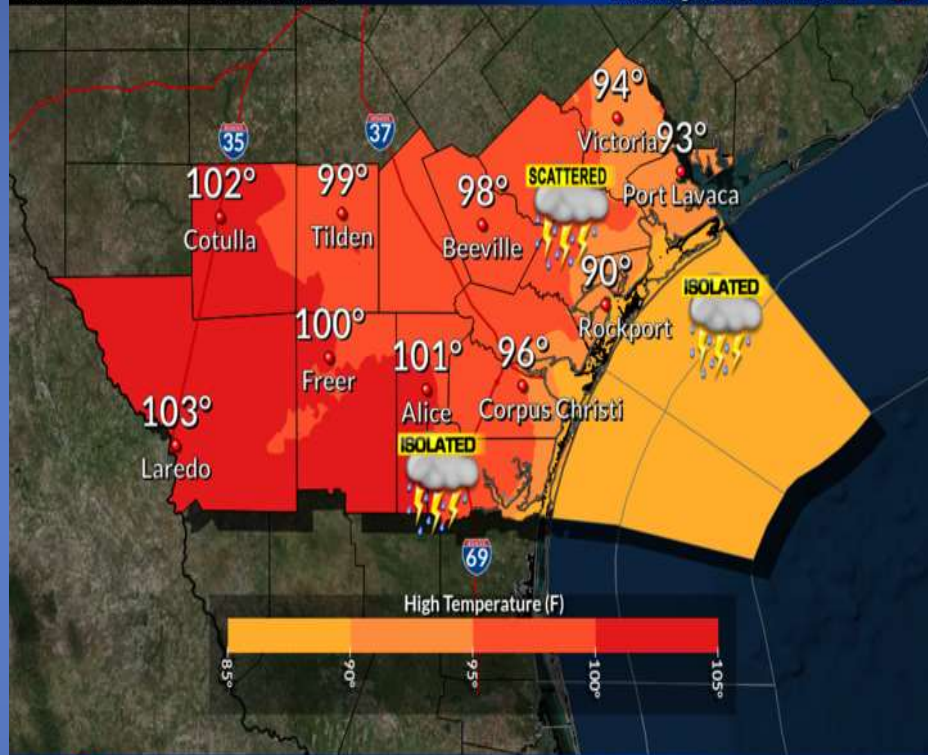 94°
Victoria
93°
Port Lavaca
35
37
102°
Cotulla
99°
Tilden
98°
Beeville
SCATTERED
90°
Rockport
ISOLATED
100°
Freer
101°
Alice
96°
Corpus Christi
103°
Laredo
ISOLATED
69
High Temperature (F)
85°
90°
95°
100°
105°